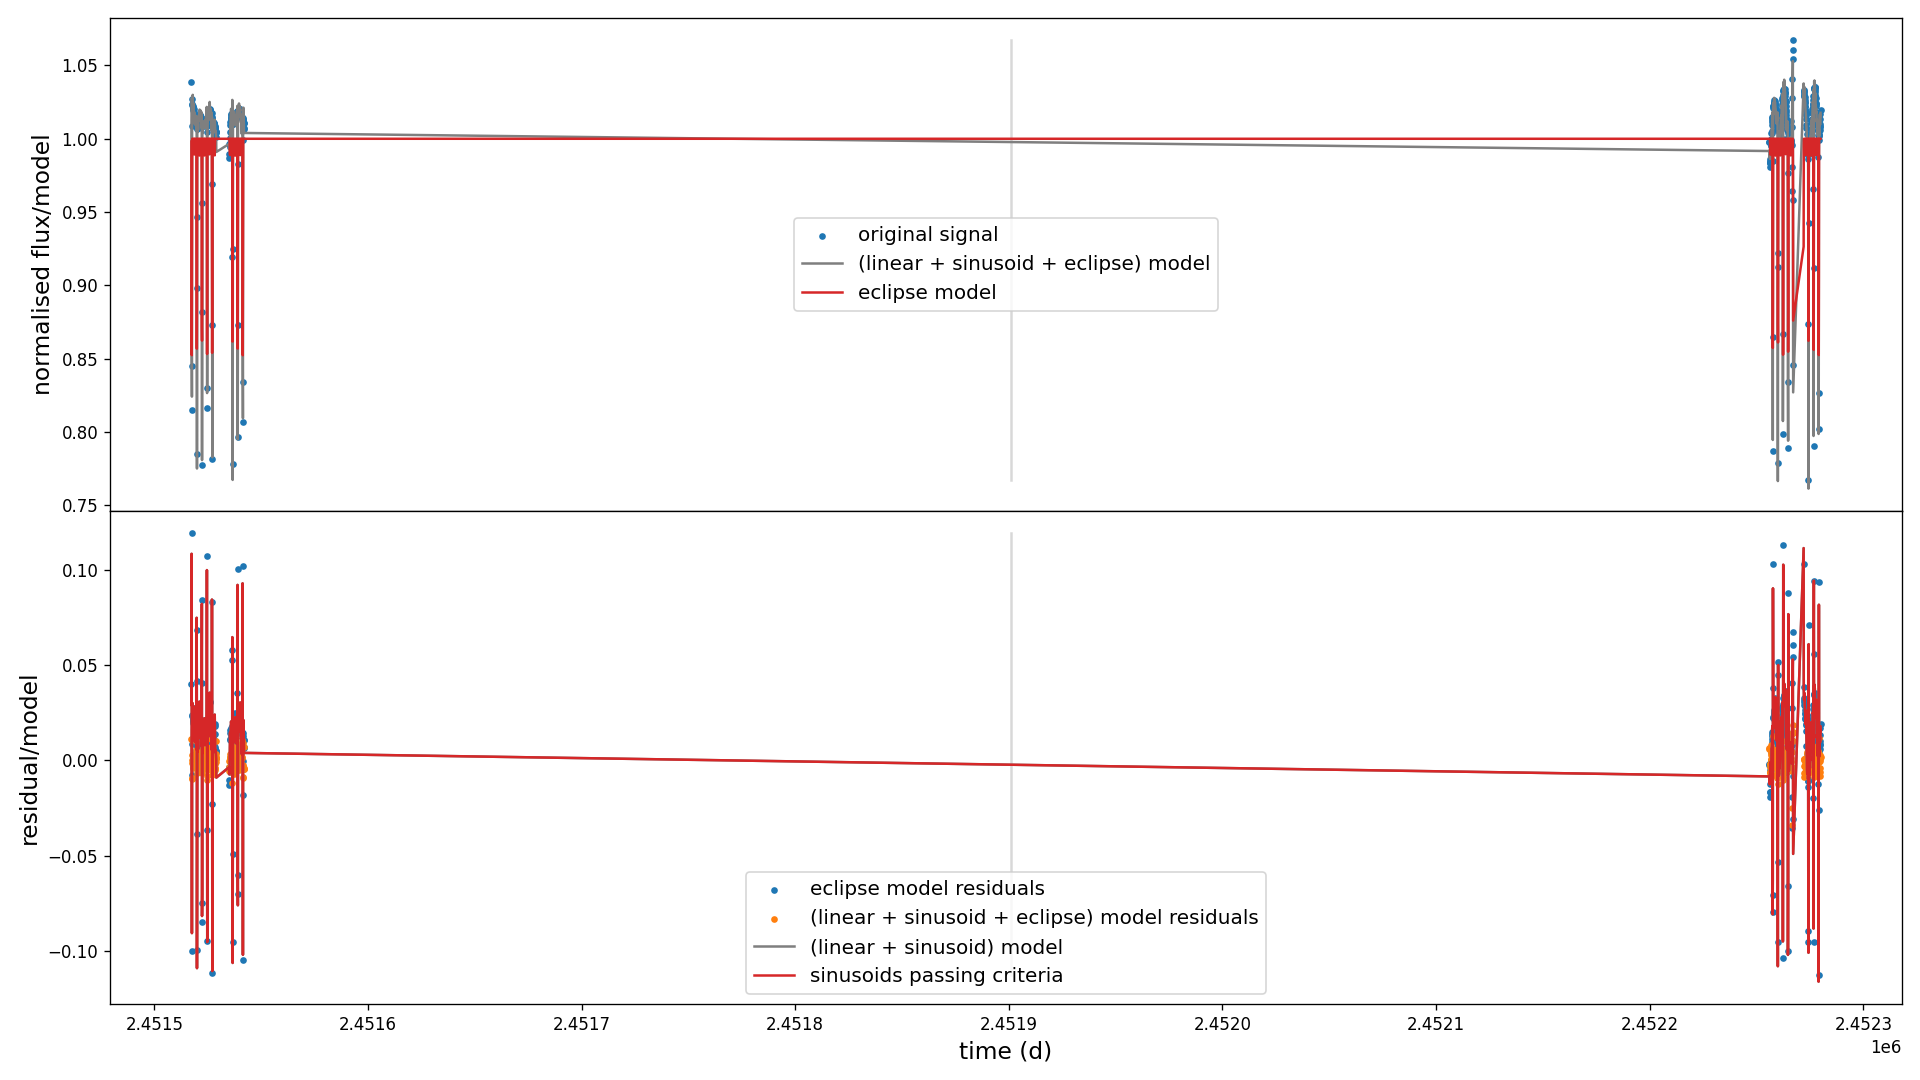 normalised flux/model
1.05
1.00
0.95
0.90
0.85
0.80
0.75
original signal
(linear + sinusoid + eclipse) model
eclipse model
residual/model
0.10
0.05
0.00
−0.05
−0.10
eclipse model residuals
(linear + sinusoid + eclipse) model residuals
(linear + sinusoid) model
sinusoids passing criteria
2.4515 2.4516 2.4517 2.4518 2.4519 2.4520 2.4521 2.4522 2.4523
1e6
time (d)